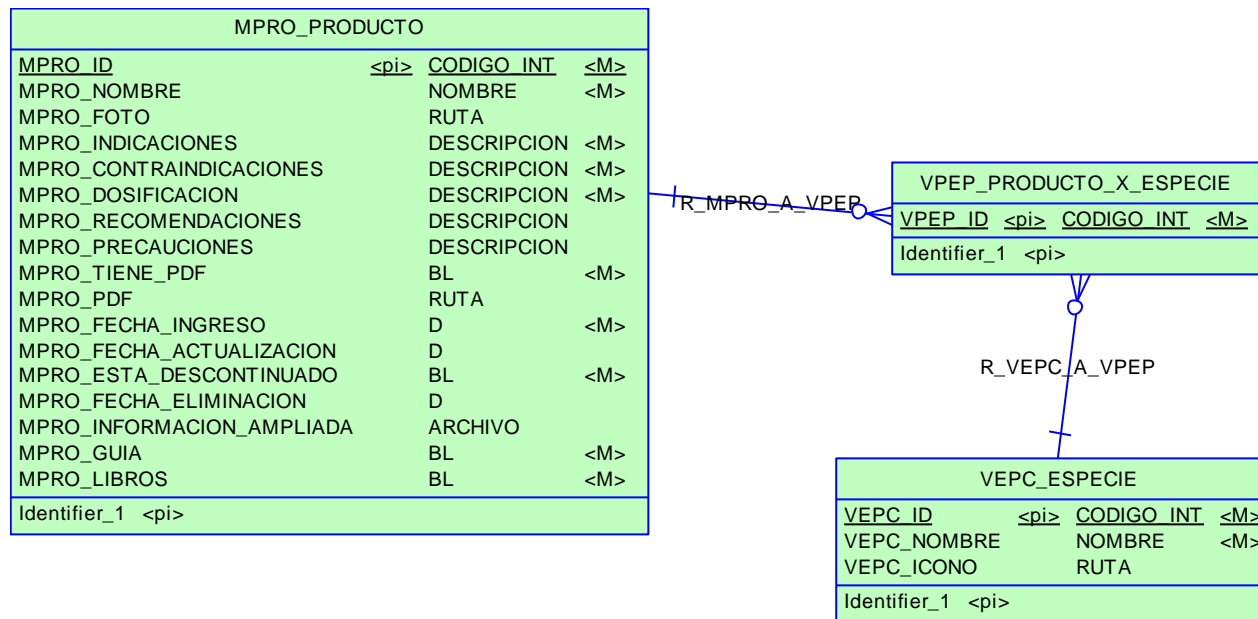 MPRO_PRODUCTO
MPRO_ID <pi> CODIGO_INT <M>
MPRO_NOMBRE NOMBRE <M>
MPRO_FOTO RUTA
MPRO_INDICACIONES DESCRIPCION <M>
MPRO_CONTRAINDICACIONES DESCRIPCION <M>
MPRO_DOSIFICACION DESCRIPCION <M>
MPRO_RECOMENDACIONES DESCRIPCION
MPRO_PRECAUCIONES DESCRIPCION
MPRO_TIENE_PDF BL <M>
MPRO_PDF RUTA
MPRO_FECHA_INGRESO D <M>
MPRO_FECHA_ACTUALIZACION D
MPRO_ESTA_DESCONTINUADO BL <M>
MPRO_FECHA_ELIMINACION D
MPRO_INFORMACION_AMPLIADA ARCHIVO
MPRO_GUIA BL <M>
MPRO_LIBROS BL <M>
Identifier_1 <pi>
R_MPRO_A_VPEP
VPEP_PRODUCTO_X_ESPECIE
VPEP_ID <pi> CODIGO_INT <M>
Identifier_1 <pi>
R_VEPC_A_VPEP
VEPC_ESPECIE
VEPC_ID <pi> CODIGO_INT <M>
VEPC_NOMBRE NOMBRE <M>
VEPC_ICONO RUTA
Identifier_1 <pi>